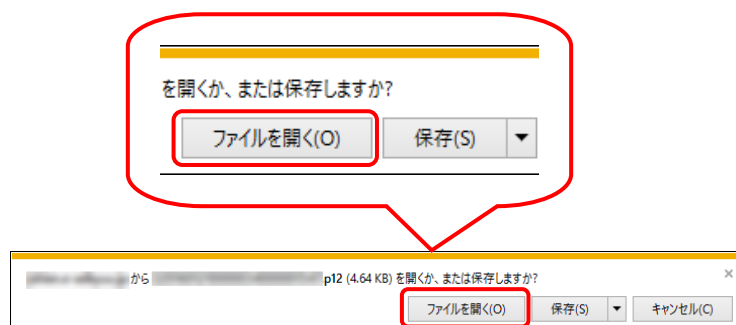 を開くか、または保存しますか?
ファイルを開く(O) 保存(S)
から p12 (4.64 KB) を開くか、または保存しますか?
ファイルを開く(O) 保存(S) キャンセル(C)